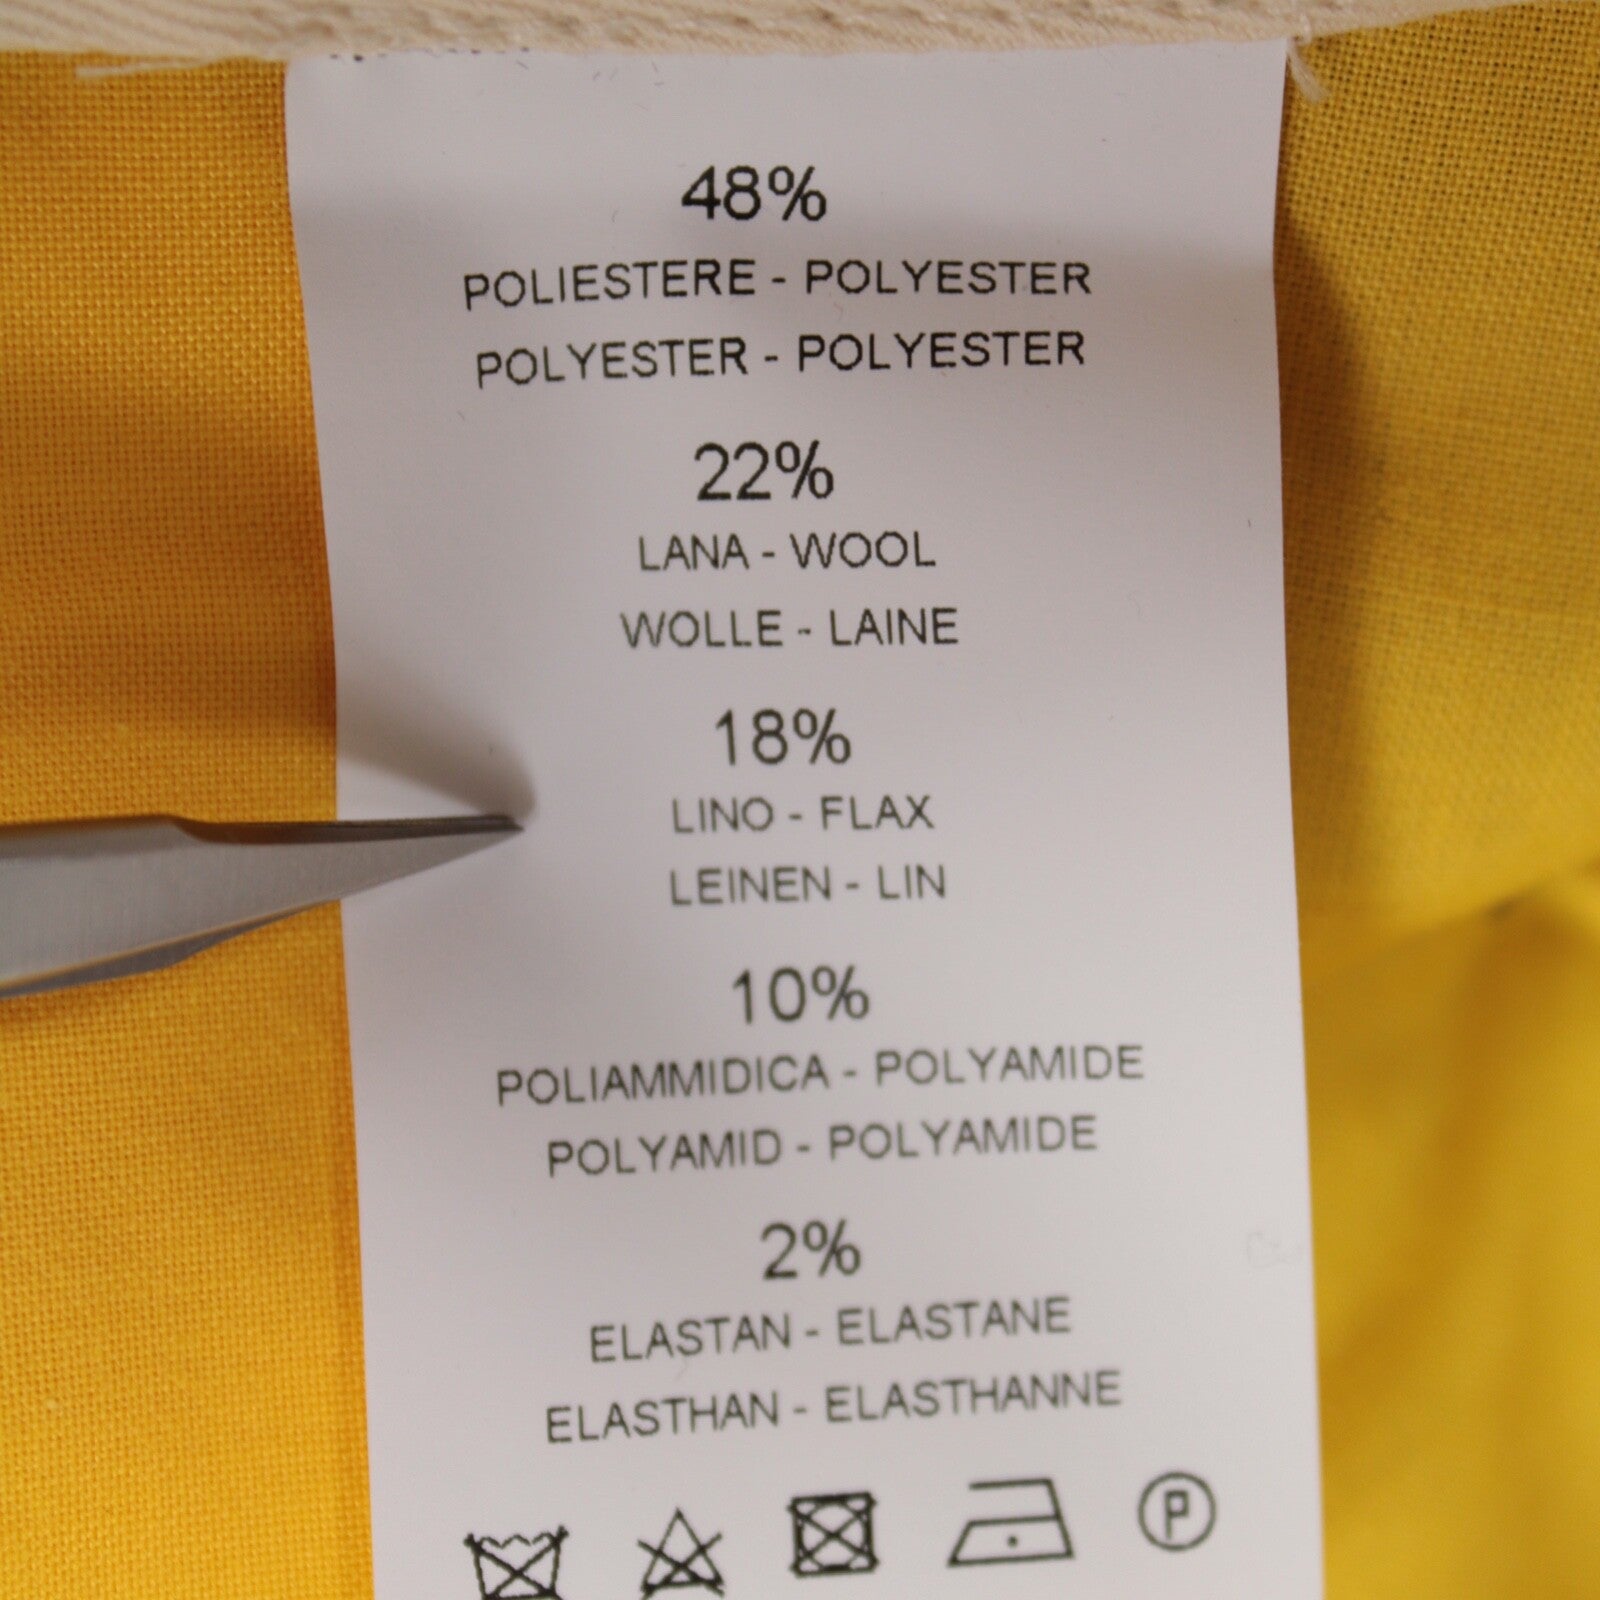 48%
POLIESTERE - POLYESTER
POLYESTER - POLYESTER
22%
LANA - WOOL
WOLLE - LAINE
18%
LINO - FLAX
LEINEN - LIN
10%
POLIAMMIDICA - POLYAMIDE
POLYAMID - POLYAMIDE
2%
ELASTAN - ELASTANE
ELASTHAN - ELASTHANNE
P